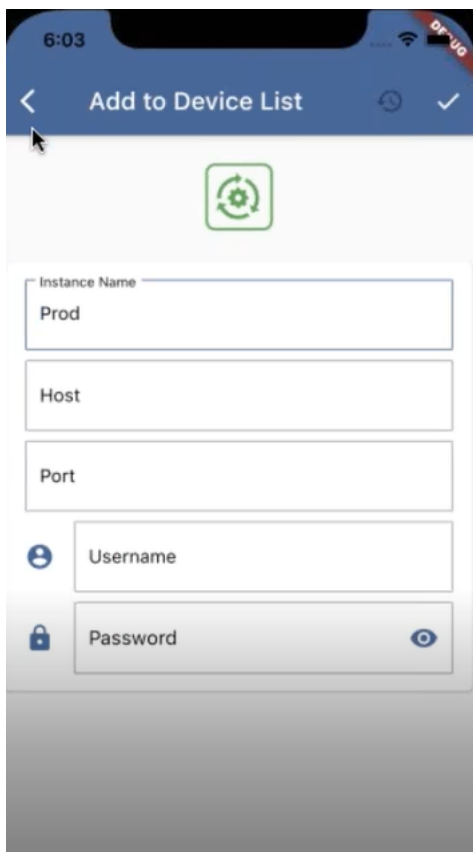 6:03
DEBUG
Add to Device List
Instance Name
Prod
Host
Port
Username
Password